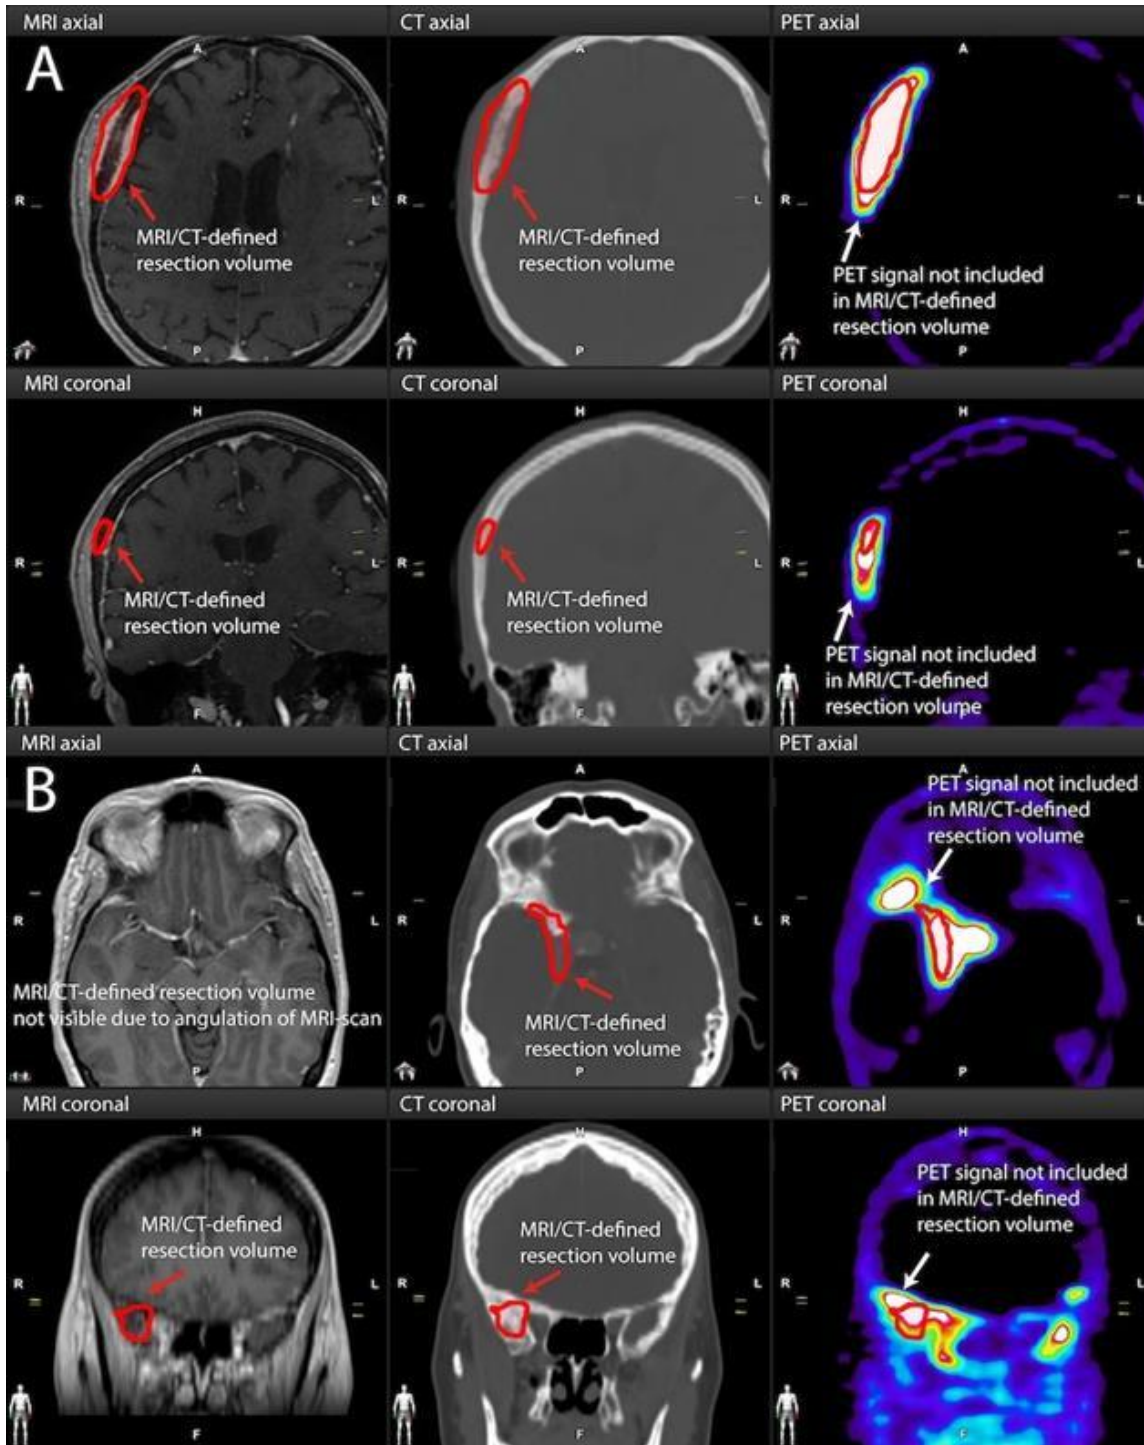 MRI axial
CT axial
PET axial
A
A
A
A
R
L
L
MRI/CT-defined
resection volume
R
MRI/CT-defined
resection volume
L
R
L
PET signal not included
in MRI/CT-defined
resection volume
P
P
P
MRI coronal
CT coronal
PET coronal
H
H
H
R
L
MRI/CT-defined
resection volume
R
L
MRI/CT-defined
resection volume
R
L
PET signal not included
in MRI/CT-defined
resection volume
F
F
MRI axial
CT axial
PET axial
B
A
A
A
PET signal not included
in MRI/CT-defined
resection volume
R
L
R
L
R
L
MRI/CT-defined resection volume
not visible due to angulation of MRI-scan
MRI/CT-defined
resection volume
P
P
P
MRI coronal
CT coronal
PET coronal
H
H
H
MRI/CT-defined
resection volume
MRI/CT-defined
resection volume
PET signal not included
in MRI/CT-defined
resection volume
R
L
R
L
R
L
F
F
F